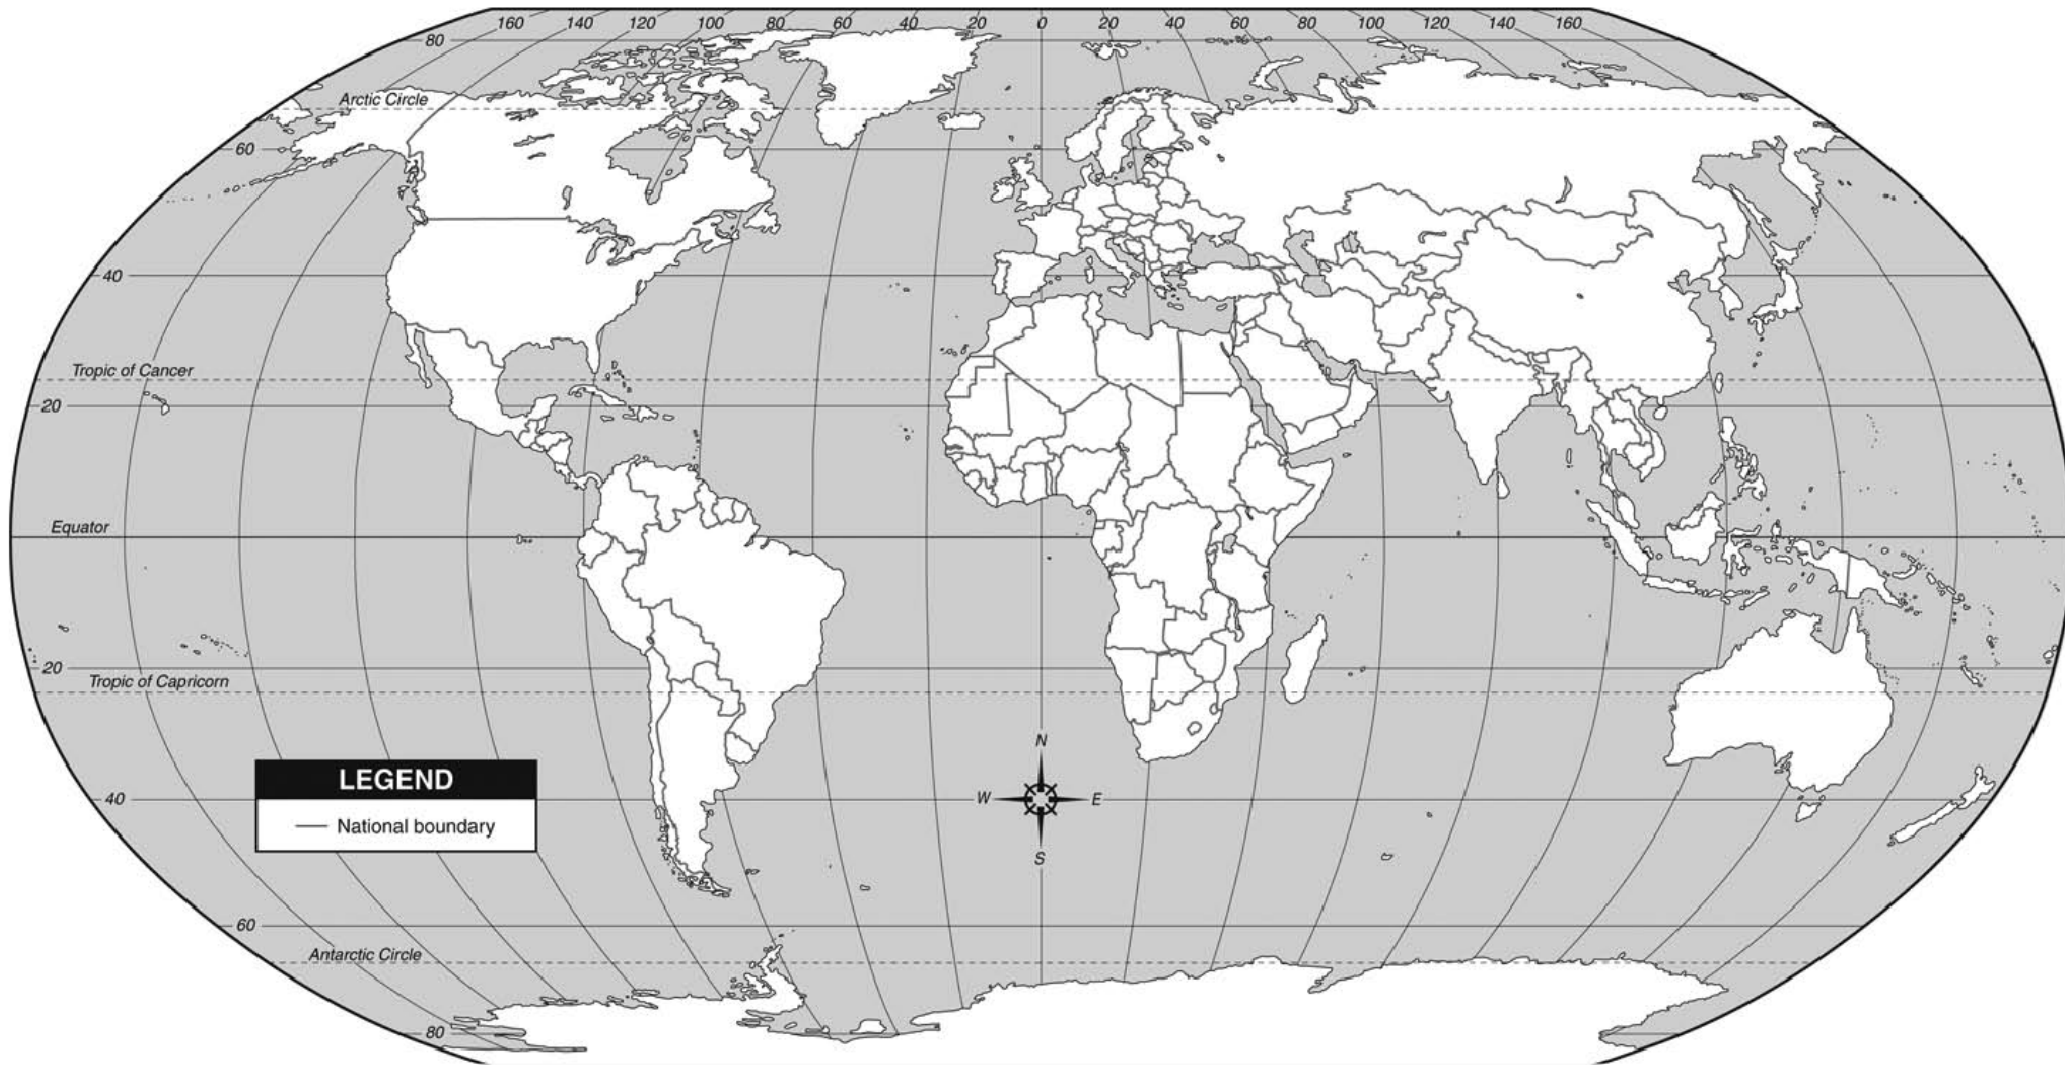 160 140 120 100 80 60 40 20 0 20 40 60 80 100 120 140 160
80
Arctic Circle
60
40
Tropic of Cancer
20
Equator
20
Tropic of Capricorn
N
LEGEND
40
W
E
National boundary
S
60
Antarctic Circle
80